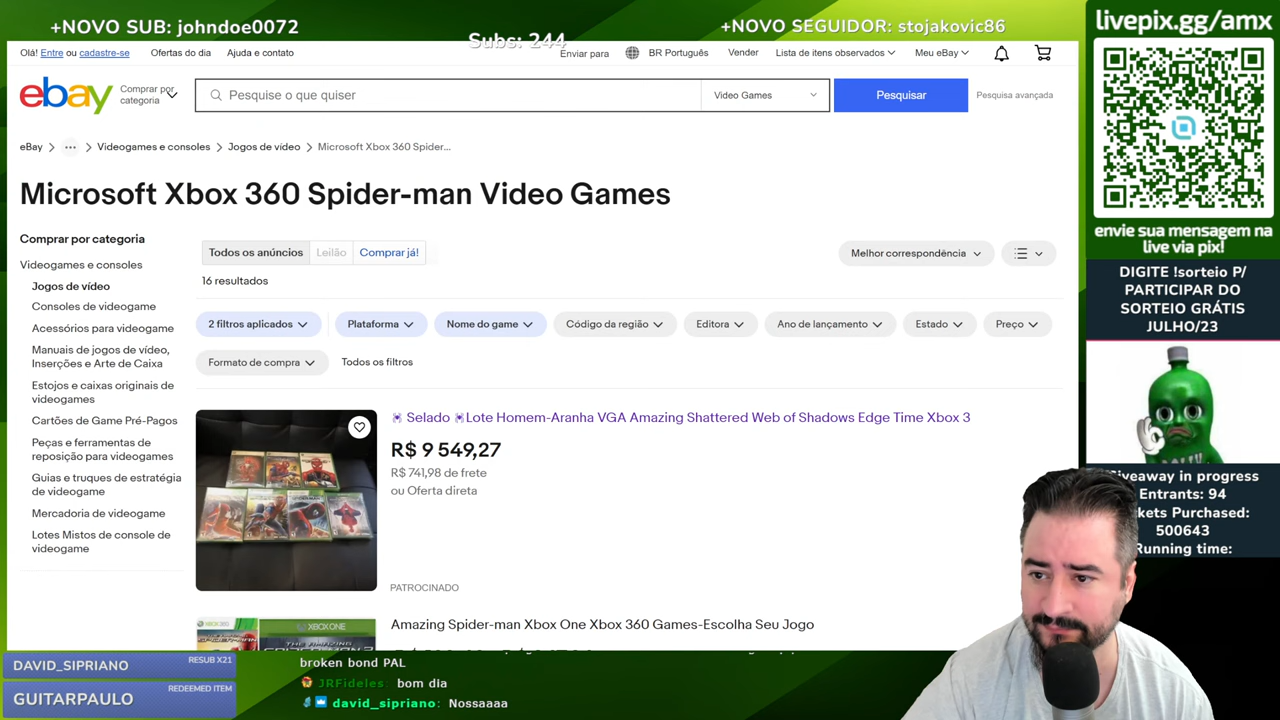 +NOVO SUB: johndoe0072
Subs: 244
+NOVO SEGUIDOR: stojakovic86
Olá! Entre ou cadastre-se
Ofertas do dia
Ajuda e contato
Enviar para
BR Português
Vender
Lista de itens observados
Meu eBay
ebay
Comprar por
categoria
Pesquise o que quiser
Video Games
Pesquisar
Pesquisa avançada
eBay
Videogames e consoles
Jogos de vídeo
Microsoft Xbox 360 Spider...
Microsoft Xbox 360 Spider-man Video Games
Comprar por categoria
Videogames e consoles
Jogos de vídeo
Consoles de videogame
Acessórios para videogame
Manuais de jogos de vídeo,
Inserções e Arte de Caixa
Estojos e caixas originais de
videogames
Cartões de Game Pré-Pagos
Peças e ferramentas de
reposição para videogames
Guias e truques de estratégia
de videogame
Mercadoria de videogame
Lotes Mistos de console de
videogame
Todos os anúncios
Leilão
Comprar já!
Melhor correspondência
16 resultados
2 filtros aplicados
Plataforma
Nome do game
Código da região
Editora
Ano de lançamento
Estado
Preço
Formato de compra
Todos os filtros
Selado Lote Homem-Aranha VGA Amazing Shattered Web of Shadows Edge Time Xbox 3
R$ 9 549,27
R$ 741,98 de frete
ou Oferta direta
PATROCINADO
XBOX 360
XBOX ONE
Amazing Spider-man Xbox One Xbox 360 Games-Escolha Seu Jogo
livepix.gg/amx
envie sua mensagem na
live via pix!
DIGITE !sorteio P/
PARTICIPAR DO
SORTEIO GRÁTIS
JULHO/23
Giveaway in progress
Entrants: 94
Purchased:
500643
Running time:
DAVID_SIPRIANO
RESUB X21
GUITARPAULO
REDEEMED ITEM
broken bond PAL
JRFideles: bom dia
david_sipriano: Nossaaaa